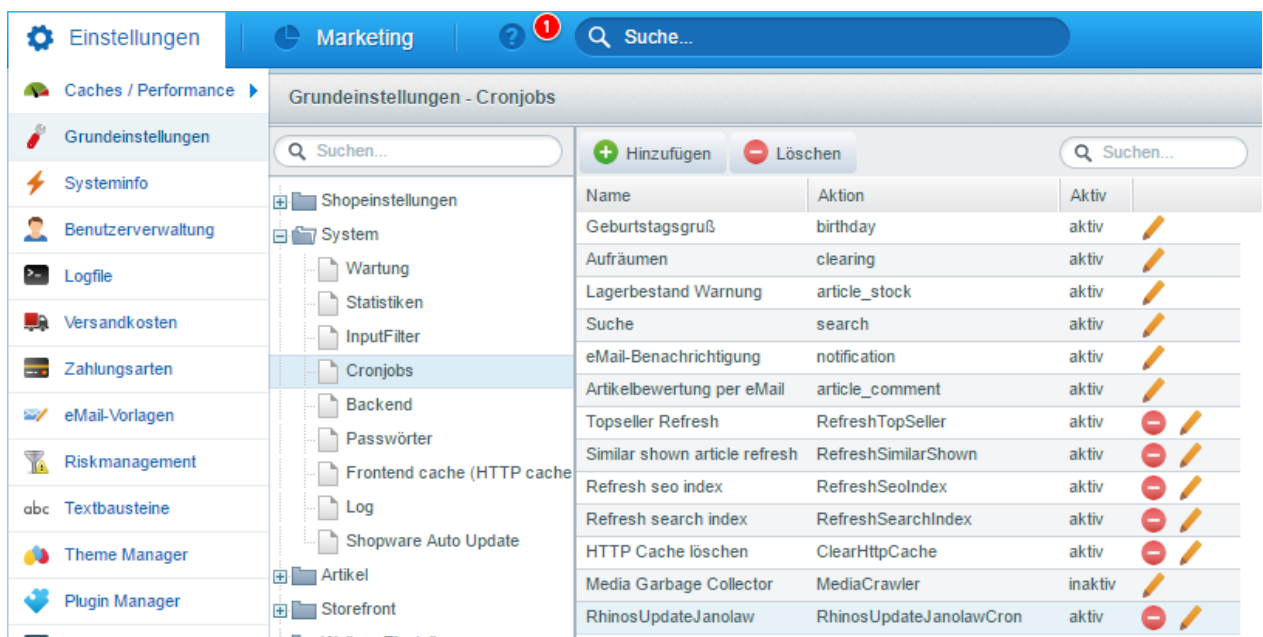 Einstellungen
Marketing
1
Suche...
Caches / Performance
Grundeinstellungen
Systeminfo
Benutzerverwaltung
Logfile
Versandkosten
Zahlungsarten
eMail-Vorlagen
Riskmanagement
abc Textbausteine
Theme Manager
Plugin Manager
Grundeinstellungen - Cronjobs
Suchen...
Shopeinstellungen
System
Wartung
Statistiken
InputFilter
Cronjobs
Backend
Passwörter
Frontend cache (HTTP cache
Log
Shopware Auto Update
Artikel
Storefront
Hinzufügen Löschen Suchen...
Name Aktion Aktiv
Geburtstagsgruß birthday aktiv
Aufräumen clearing aktiv
Lagerbestand Warnung article_stock aktiv
Suche search aktiv
eMail-Benachrichtigung notification aktiv
Artikelbewertung per eMail article_comment aktiv
Topseller Refresh RefreshTopSeller aktiv
Similar shown article refresh RefreshSimilarShown aktiv
Refresh seo index RefreshSeoIndex aktiv
Refresh search index RefreshSearchIndex aktiv
HTTP Cache löschen ClearHttpCache aktiv
Media Garbage Collector MediaCrawler inaktiv
RhinosUpdateJanolaw RhinosUpdateJanolawCron aktiv